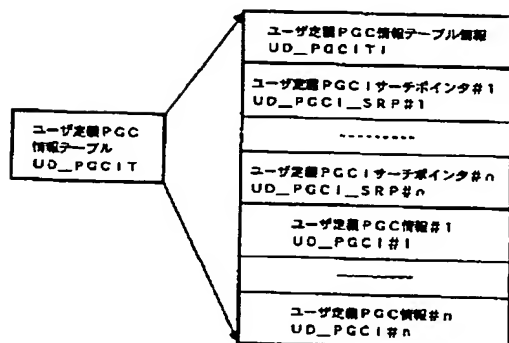 ユーザ定義PGC
情報テーブル
UD_PGCIT
ユーザ定義PGC情報テーブル情報
UD_PGCITI
ユーザ定義PGCIサーチポインタ#1
UD_PGCI_SRP#1
ユーザ定義PGCIサーチポインタ#n
UD_PGCI_SRP#n
ユーザ定義PGC情報#1
UD_PGCI#1
ユーザ定義PGC情報#n
UD_PGCI#n